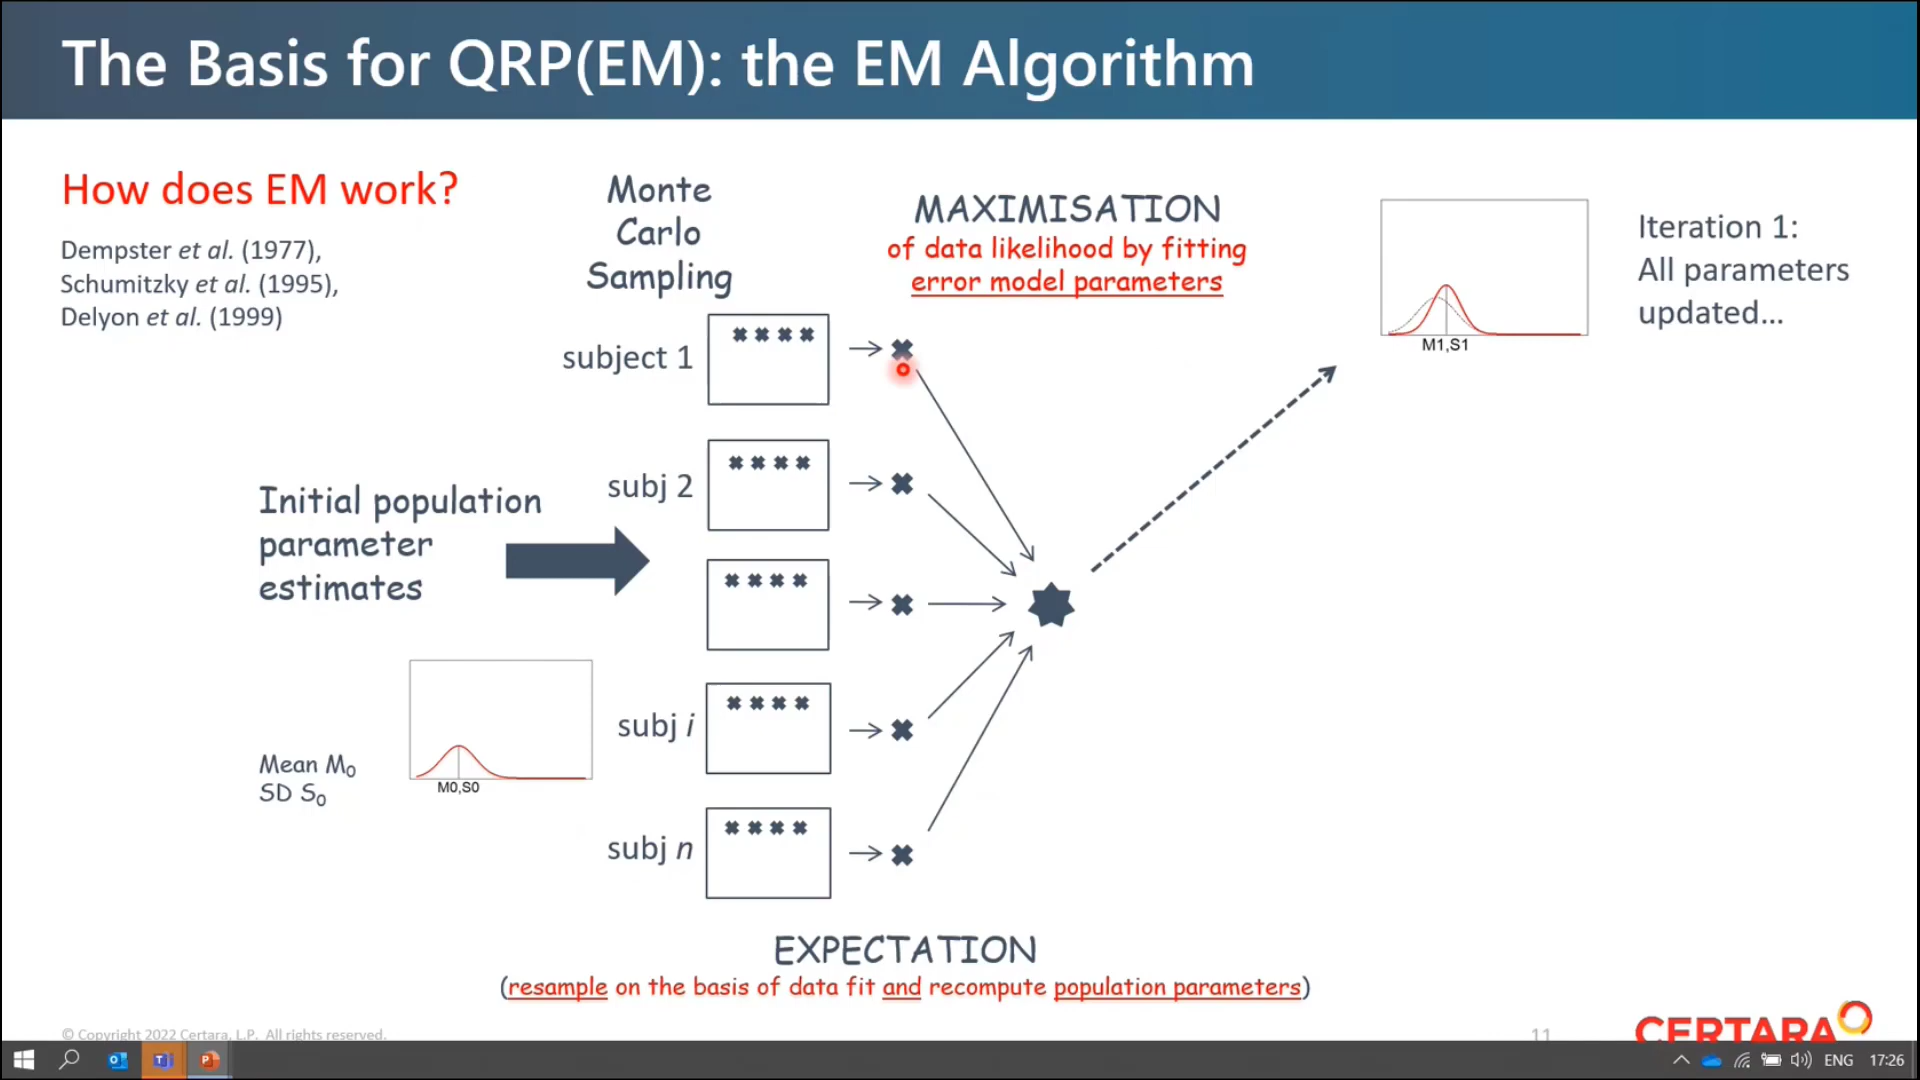 The Basis for QRP(EM): the EM Algorithm
How does EM work?
Dempster et al. (1977),
Schumitzky et al. (1995),
Delyon et al. (1999)
Monte
Carlo
Sampling
MAXIMISATION
of data likelihood by fitting
error model parameters
Iteration 1:
All parameters
updated...
M1,S1
subject 1
subj 2
Initial population
parameter
estimates
subj i
Mean M₀
SD S₀
M0,S0
subj n
EXPECTATION
(resample on the basis of data fit and recompute population parameters)
© Copyright 2022 Certara, L.P. All rights reserved.
11
CERTARA
ENG
17:26